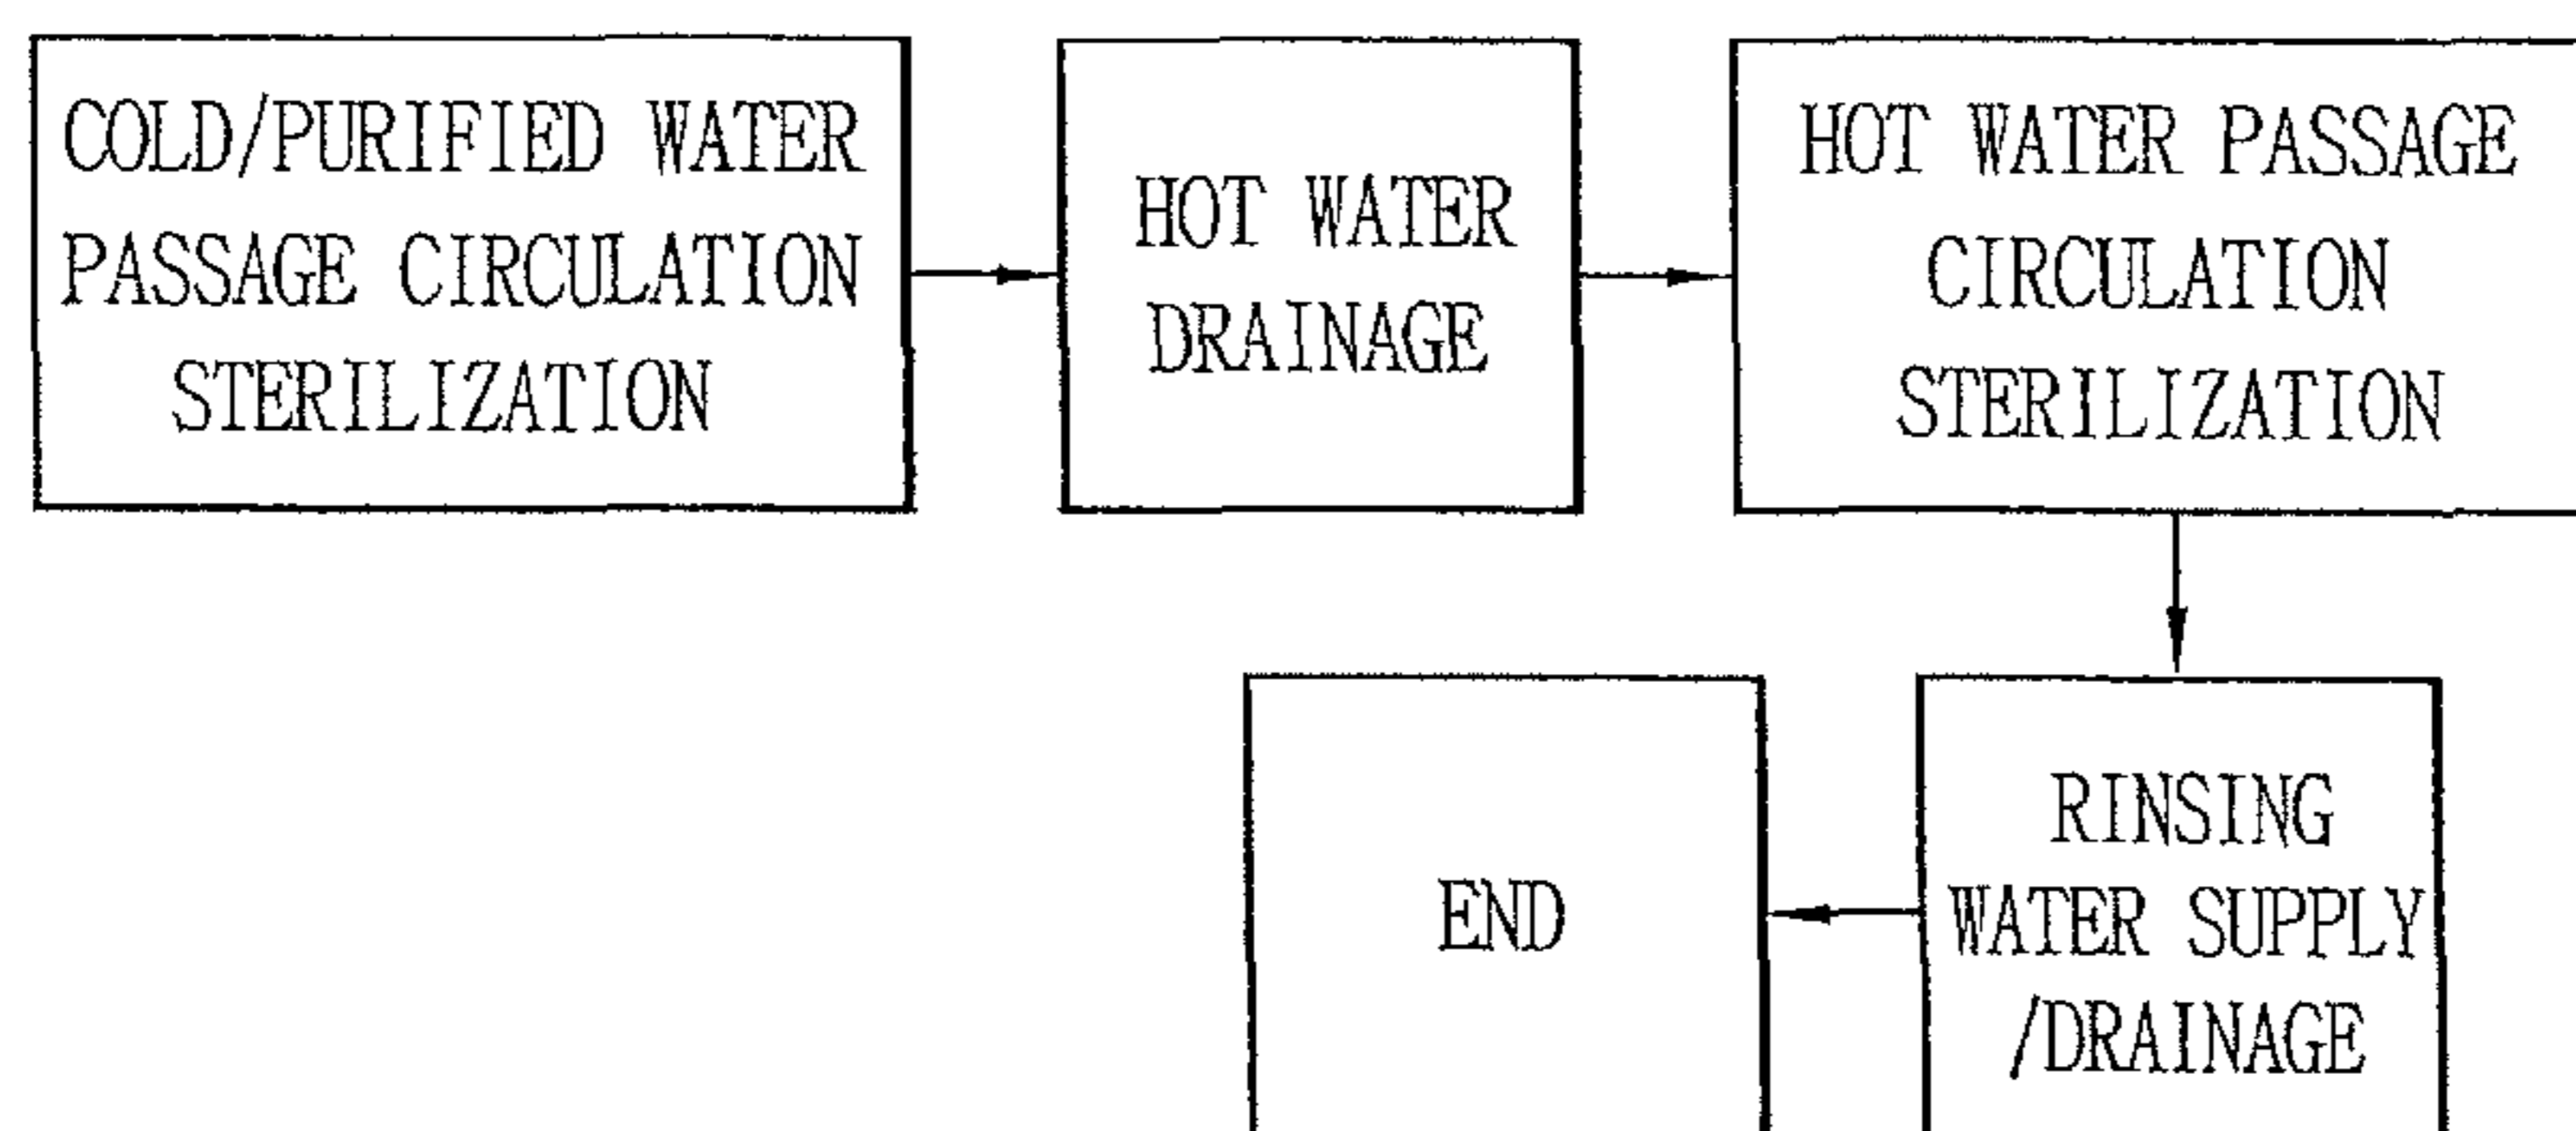 COLD/PURIFIED WATER
PASSAGE CIRCULATION
STERILIZATION
HOT WATER
DRAINAGE
HOT WATER PASSAGE
CIRCULATION
STERILIZATION
RINSING
WATER SUPPLY
/DRAINAGE
END